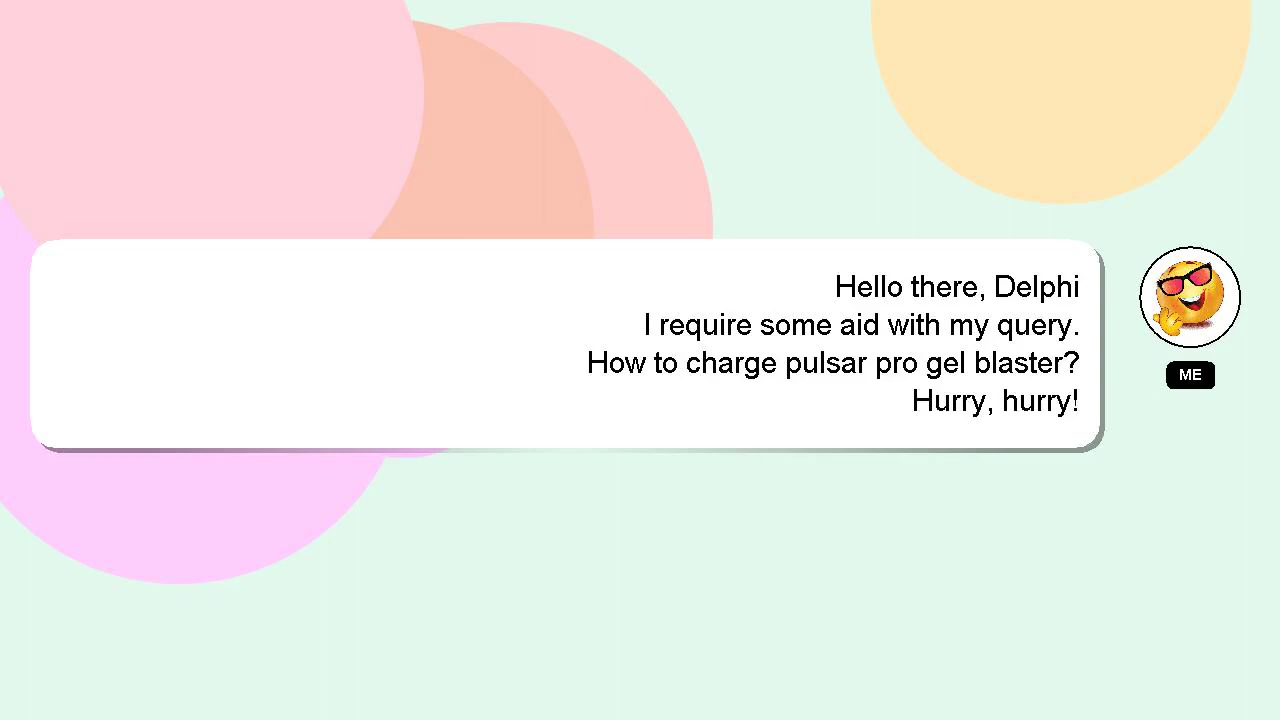 Hello there, Delphi
I require some aid with my query.
How to charge pulsar pro gel blaster?
Hurry, hurry!
ME